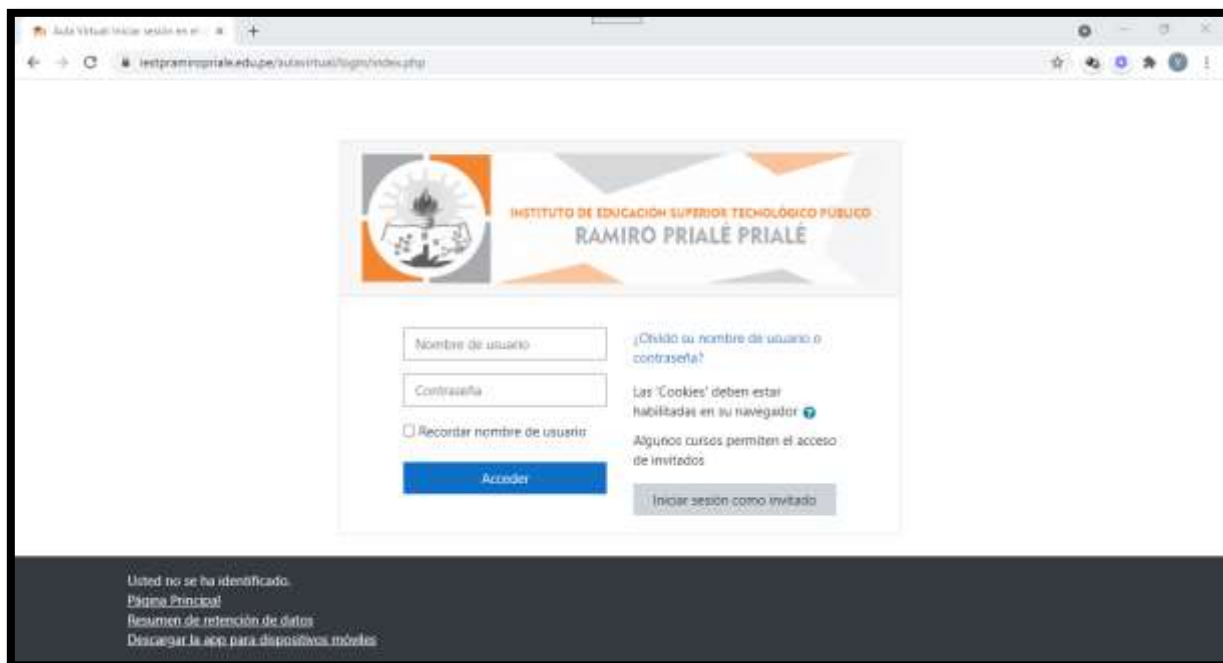 Aula Virtual: Iniciar sesión en el
iestpramiropriale.edu.pe/aulavirtual/login/index.php
INSTITUTO DE EDUCACIÓN SUPERIOR TECNOLÓGICO PÚBLICO
RAMIRO PRIALÉ PRIALÉ
Nombre de usuario
Contraseña
Recordar nombre de usuario
Acceder
¿Olvidó su nombre de usuario o
contraseña?
Las 'Cookies' deben estar
habilitadas en su navegador
Algunos cursos permiten el acceso
de invitados
Iniciar sesión como invitado
Usted no se ha identificado.
Página Principal
Resumen de retención de datos
Descargar la app para dispositivos móviles